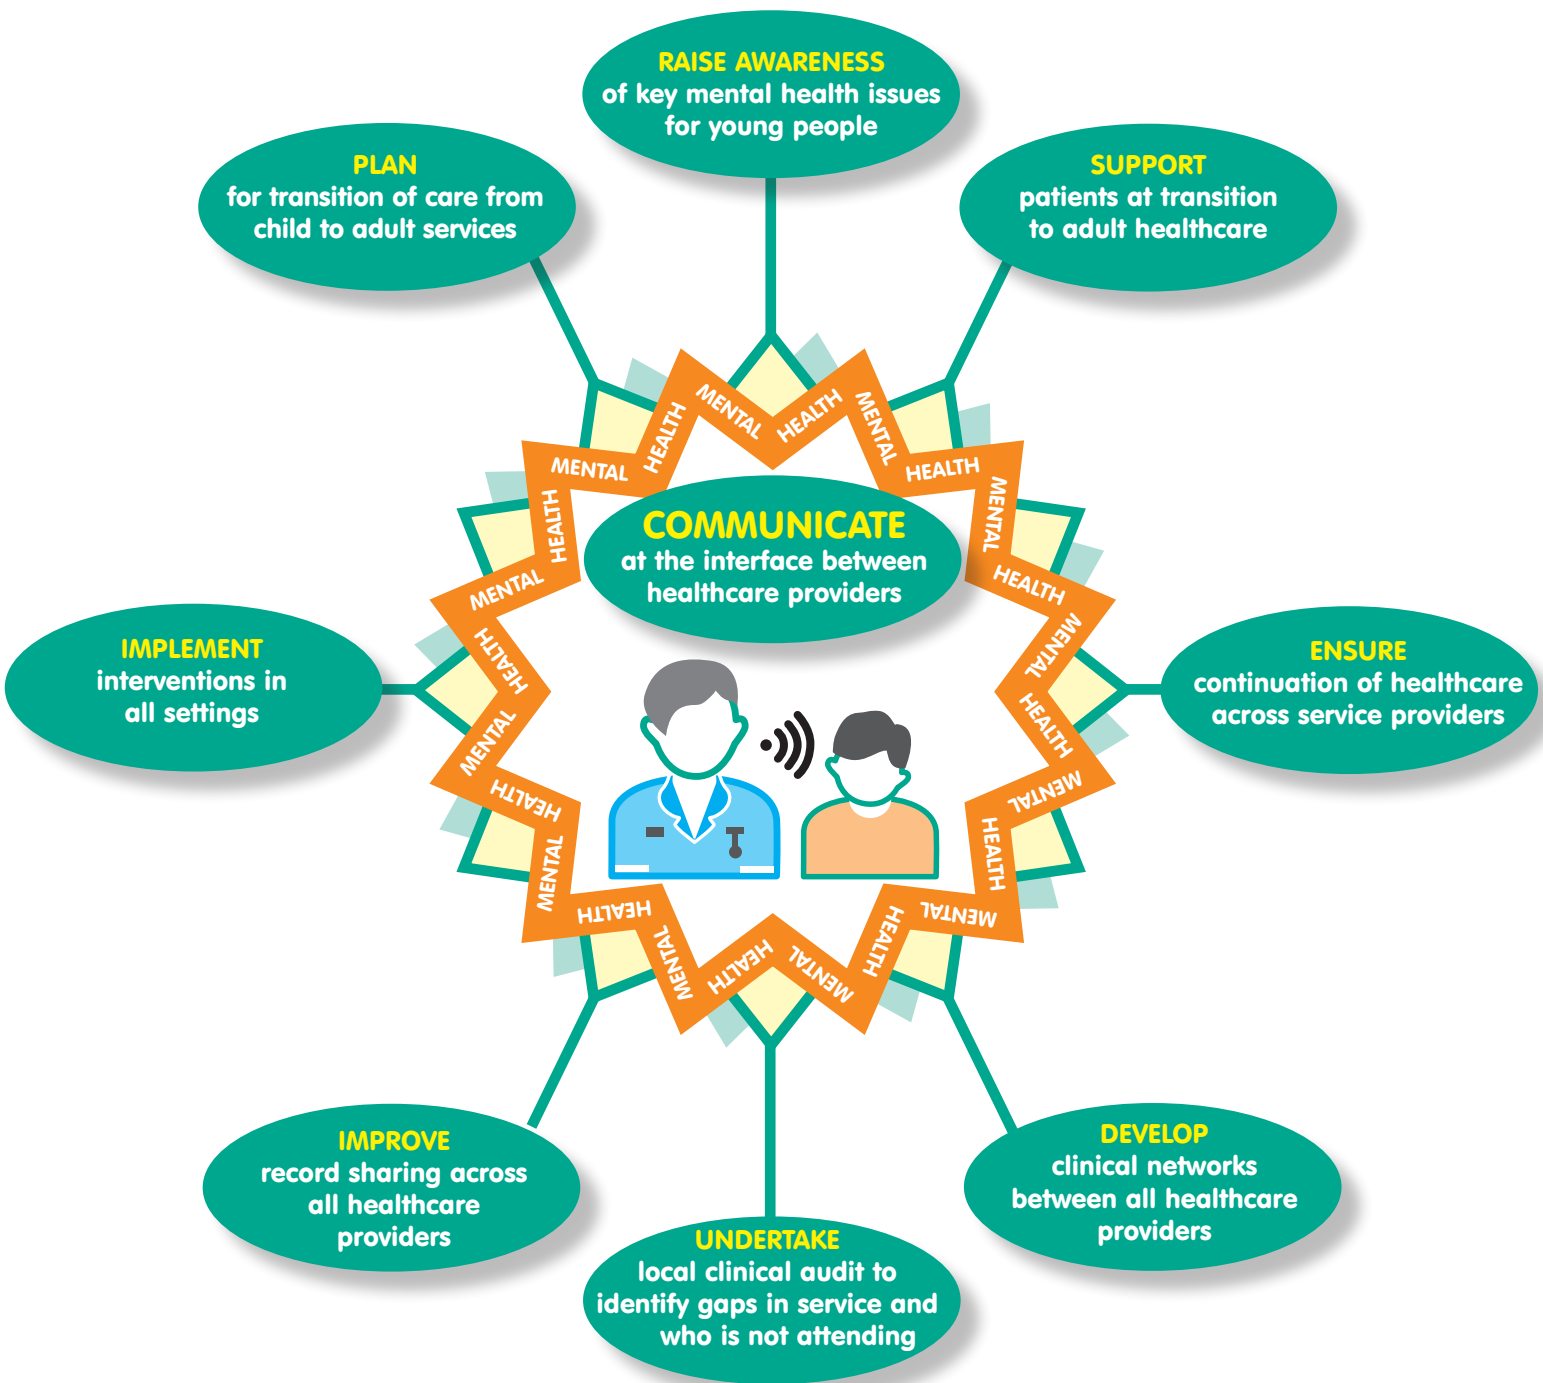 RAISE AWARENESS
of key mental health issues
for young people
PLAN
for transition of care from
child to adult services
SUPPORT
patients at transition
to adult healthcare
MENTAL
HEALTH
MENTAL
HEALTH
MENTAL
HEALTH
MENTAL
HEALTH
MENTAL
HEALTH
MENTAL
HEALTH
MENTAL
HEALTH
MENTAL
HEALTH
MENTAL
HEALTH
MENTAL
HEALTH
MENTAL
HEALTH
MENTAL
HEALTH
COMMUNICATE
at the interface between
healthcare providers
IMPLEMENT
interventions in
all settings
ENSURE
continuation of healthcare
across service providers
IMPROVE
record sharing across
all healthcare
providers
DEVELOP
clinical networks
between all healthcare
providers
UNDERTAKE
local clinical audit to
identify gaps in service and
who is not attending